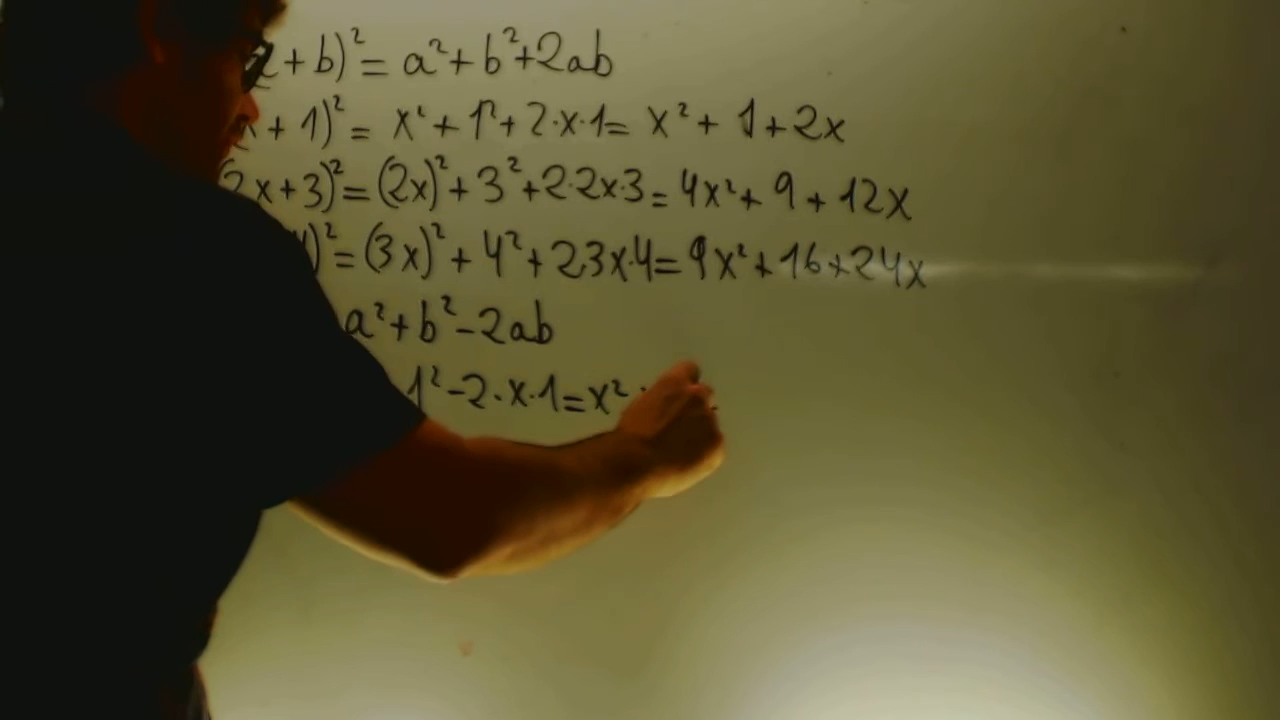 + b)² = a² + b² + 2ab
x + 1)² = x² + 1² + 2·x·1 = x² + 1 + 2x
(2x + 3)² = (2x)² + 3² + 2·2x·3 = 4x² + 9 + 12x
)² = (3x)² + 4² + 2·3x·4 = 9x² + 16 + 24x
a² + b² - 2ab
1² - 2·x·1 = x²